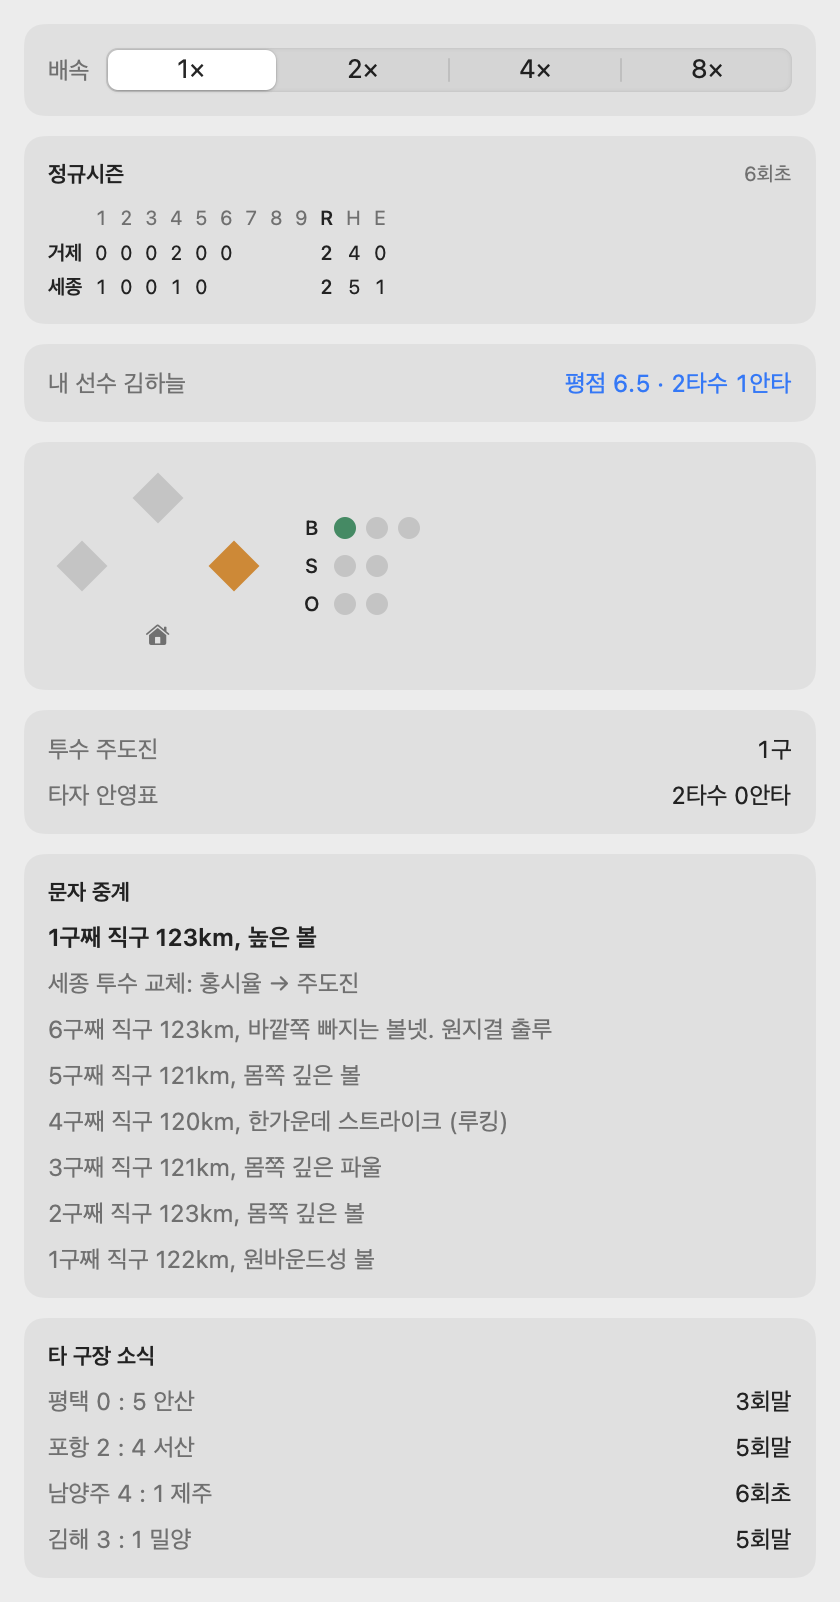 배속 1× 2× 4× 8×
정규시즌 6회초
1 2 3 4 5 6 7 8 9 R H E
거제 0 0 0 2 0 0 2 4 0
세종 1 0 0 1 0 2 5 1
내 선수 김하늘 평점 6.5 · 2타수 1안타
B
S
O
투수 주도진 1구
타자 안영표 2타수 0안타
문자 중계
1구째 직구 123km, 높은 볼
세종 투수 교체: 홍시율 → 주도진
6구째 직구 123km, 바깥쪽 빠지는 볼넷. 원지결 출루
5구째 직구 121km, 몸쪽 깊은 볼
4구째 직구 120km, 한가운데 스트라이크 (루킹)
3구째 직구 121km, 몸쪽 깊은 파울
2구째 직구 123km, 몸쪽 깊은 볼
1구째 직구 122km, 원바운드성 볼
타 구장 소식
평택 0 : 5 안산 3회말
포항 2 : 4 서산 5회말
남양주 4 : 1 제주 6회초
김해 3 : 1 밀양 5회말